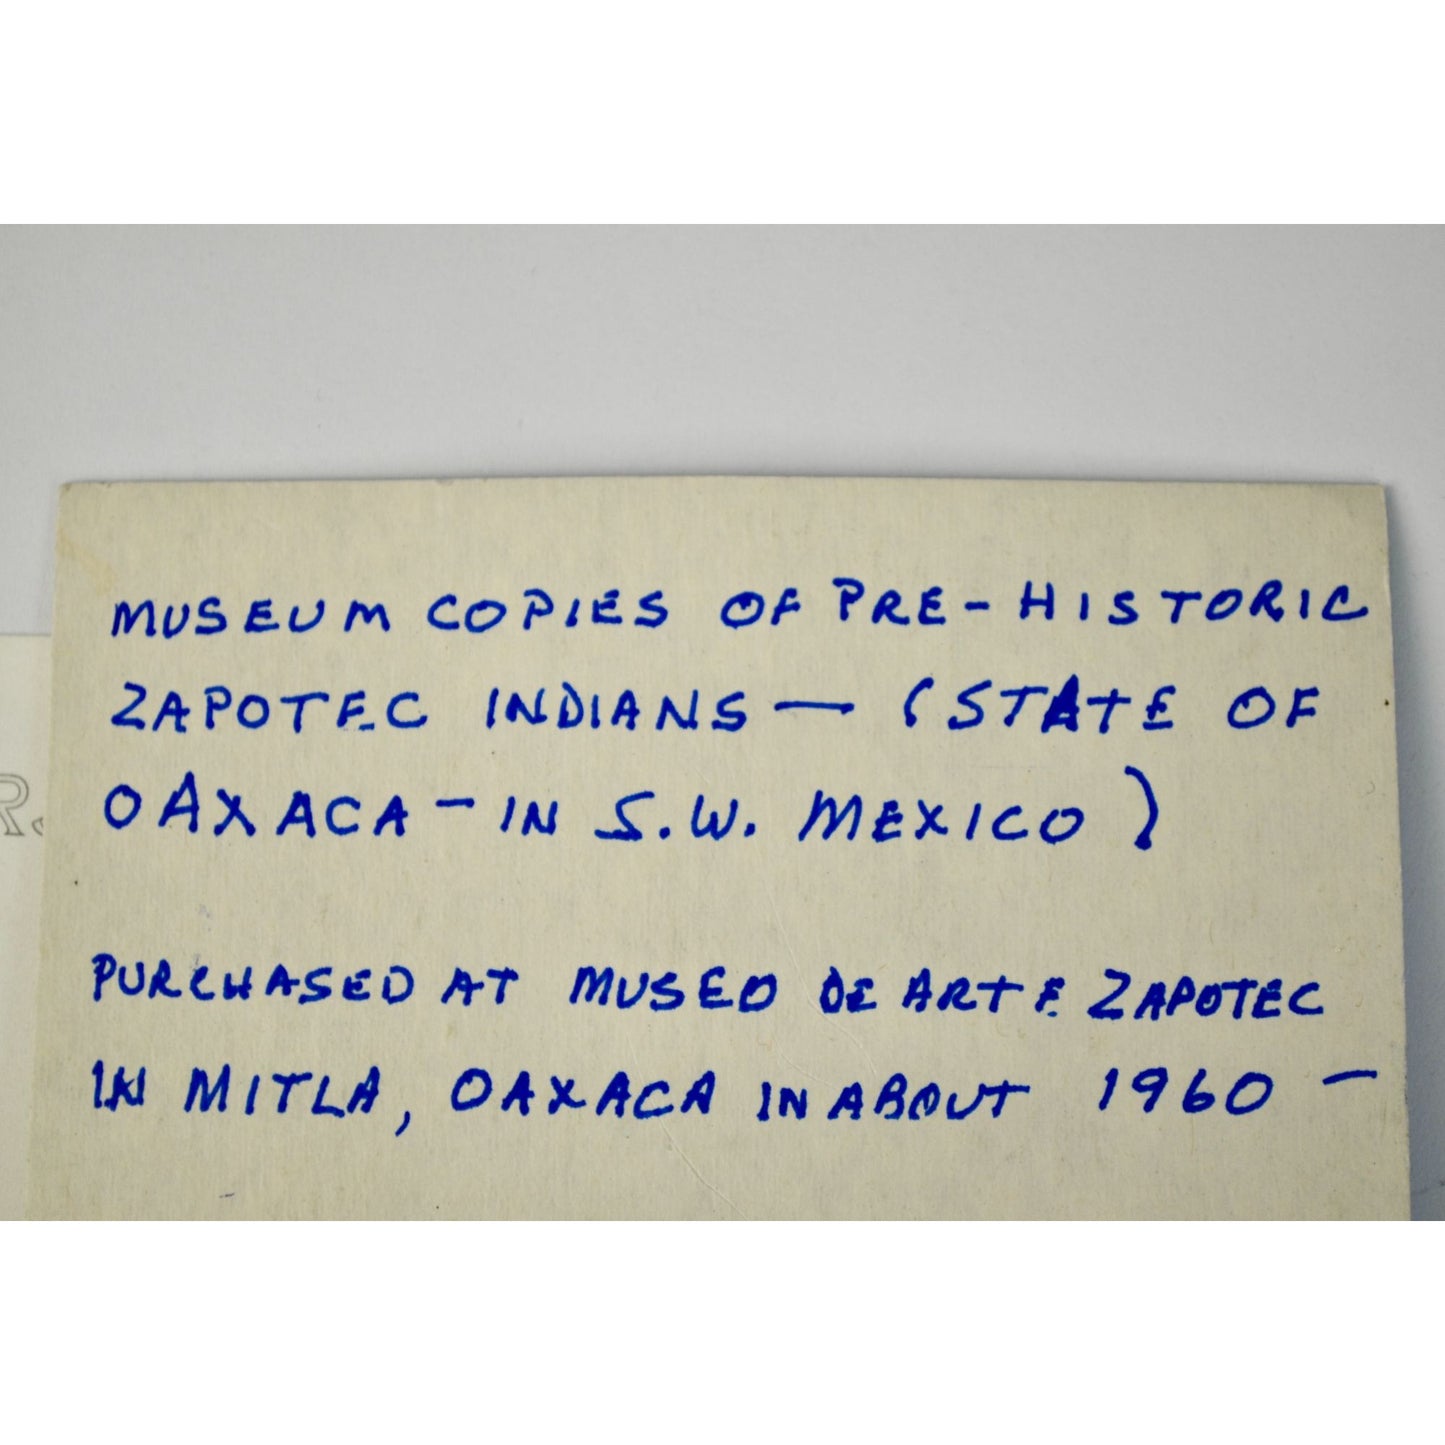 MUSEUM COPIES OF PRE-HISTORIC
ZAPOTEC INDIANS — (STATE OF
OAXACA - IN S.W. MEXICO)
PURCHASED AT MUSEO DE ARTE ZAPOTEC
IN MITLA, OAXACA IN ABOUT 1960 —